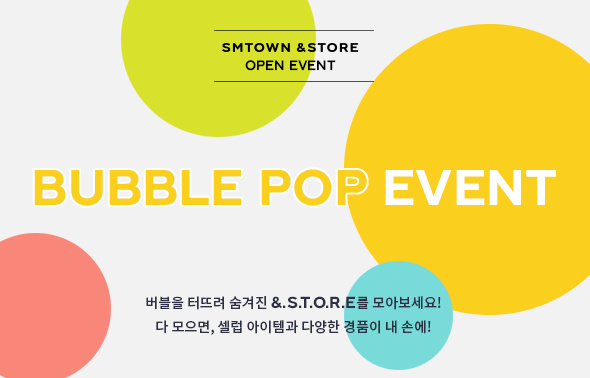 SMTOWN &STORE
OPEN EVENT
BUBBLE POP EVENT
버블을 터뜨려 숨겨진 &.S.T.O.R.E를 모아보세요!
다 모으면, 셀럽 아이템과 다양한 경품이 내 손에!